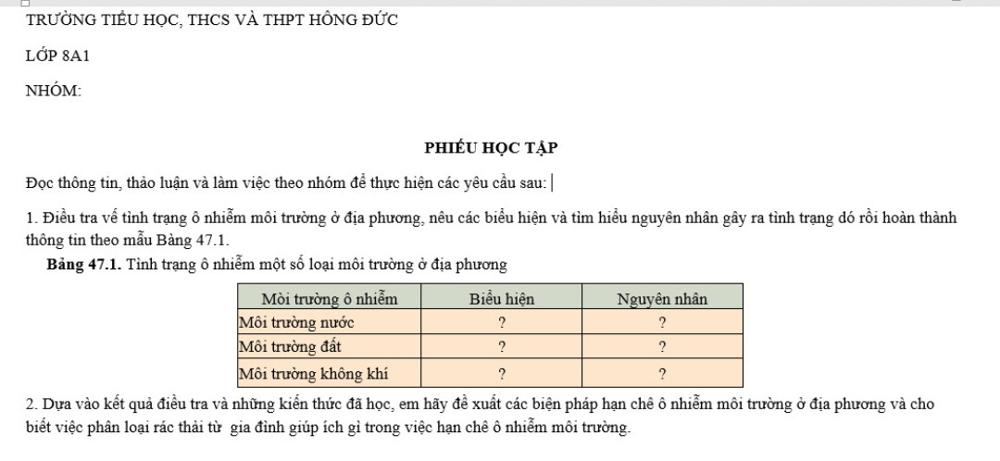 TRƯỜNG TIỂU HỌC, THCS VÀ THPT HỒNG ĐỨC
LỚP 8A1
NHÓM:
PHIẾU HỌC TẬP
Đọc thông tin, thảo luận và làm việc theo nhóm để thực hiện các yêu cầu sau:
1. Điều tra vể tình trạng ô nhiễm môi trường ở địa phương, nêu các biểu hiện và tìm hiểu nguyên nhân gây ra tình trạng dó rồi hoàn thành
thông tin theo mẫu Bàng 47.1.
Bảng 47.1. Tình trạng ô nhiễm một số loại môi trường ở địa phương
Mòi trường ô nhiễm Biểu hiện Nguyên nhân
Môi trường nước ? ?
Môi trường đất ? ?
Môi trường không khí ? ?
2. Dựa vào kết quả điều tra và những kiến thức đã học, em hãy đề xuất các biện pháp hạn chê ô nhiễm môi trường ở địa phương và cho
biết việc phân loại rác thải từ gia đình giúp ích gì trong việc hạn chê ô nhiễm môi trường.